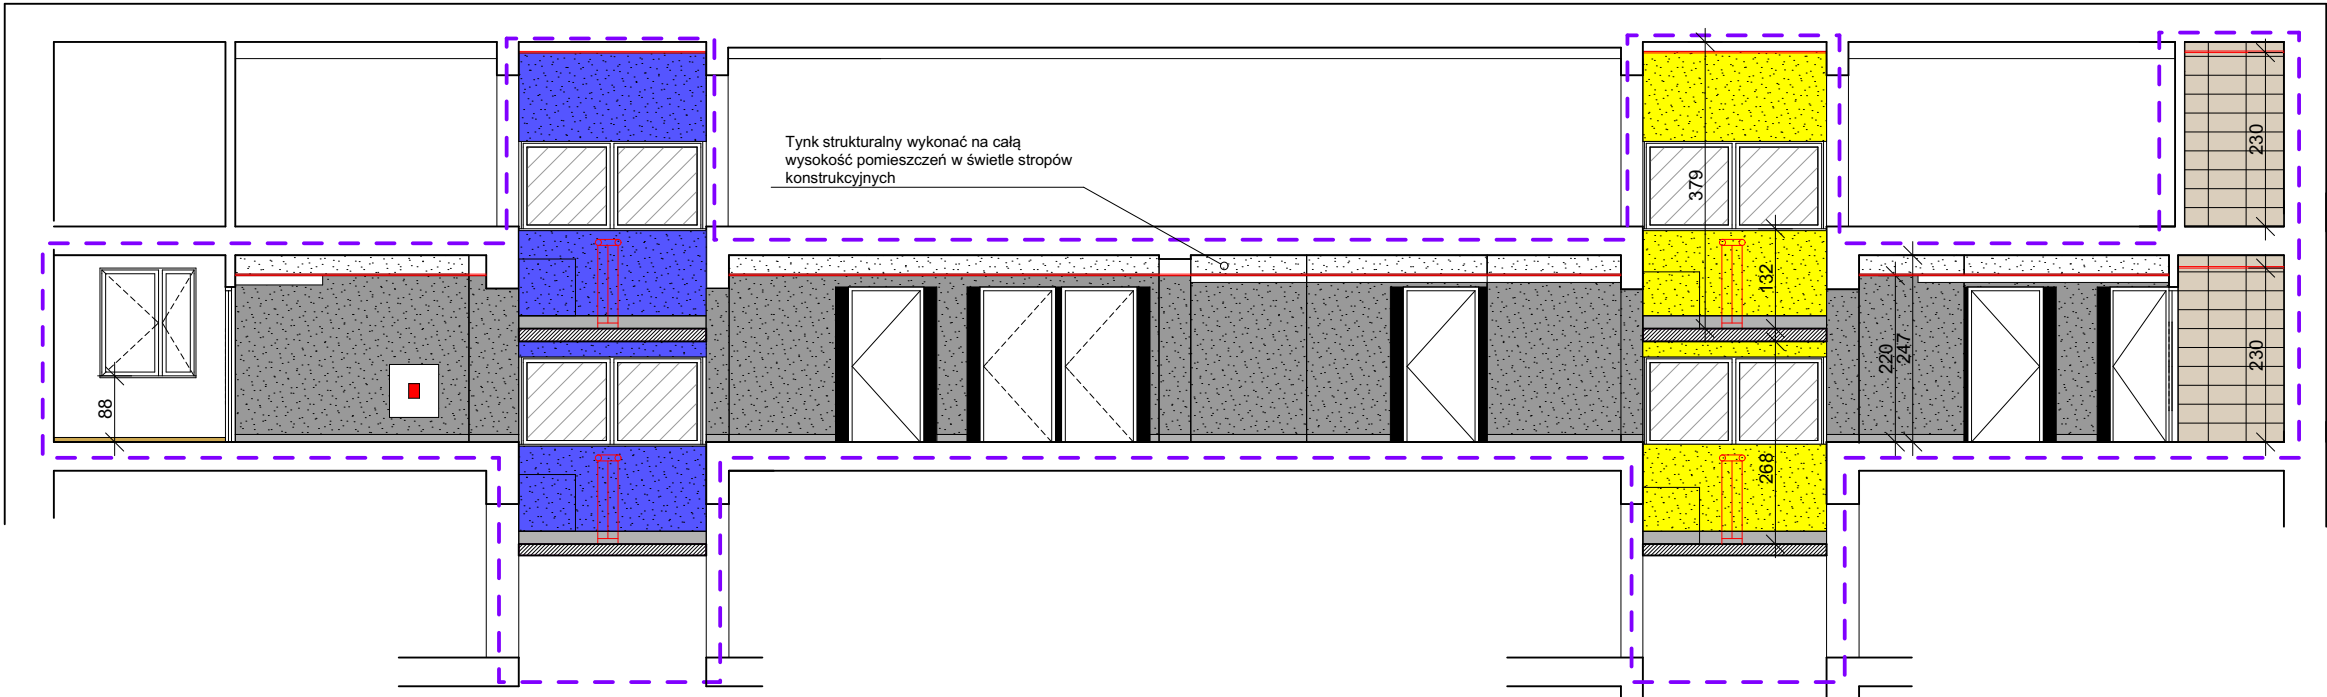 Tynk strukturalny wykonać na całą
wysokość pomieszczeń w świetle stropów
konstrukcyjnych
230
379
132
220
247
230
88
268